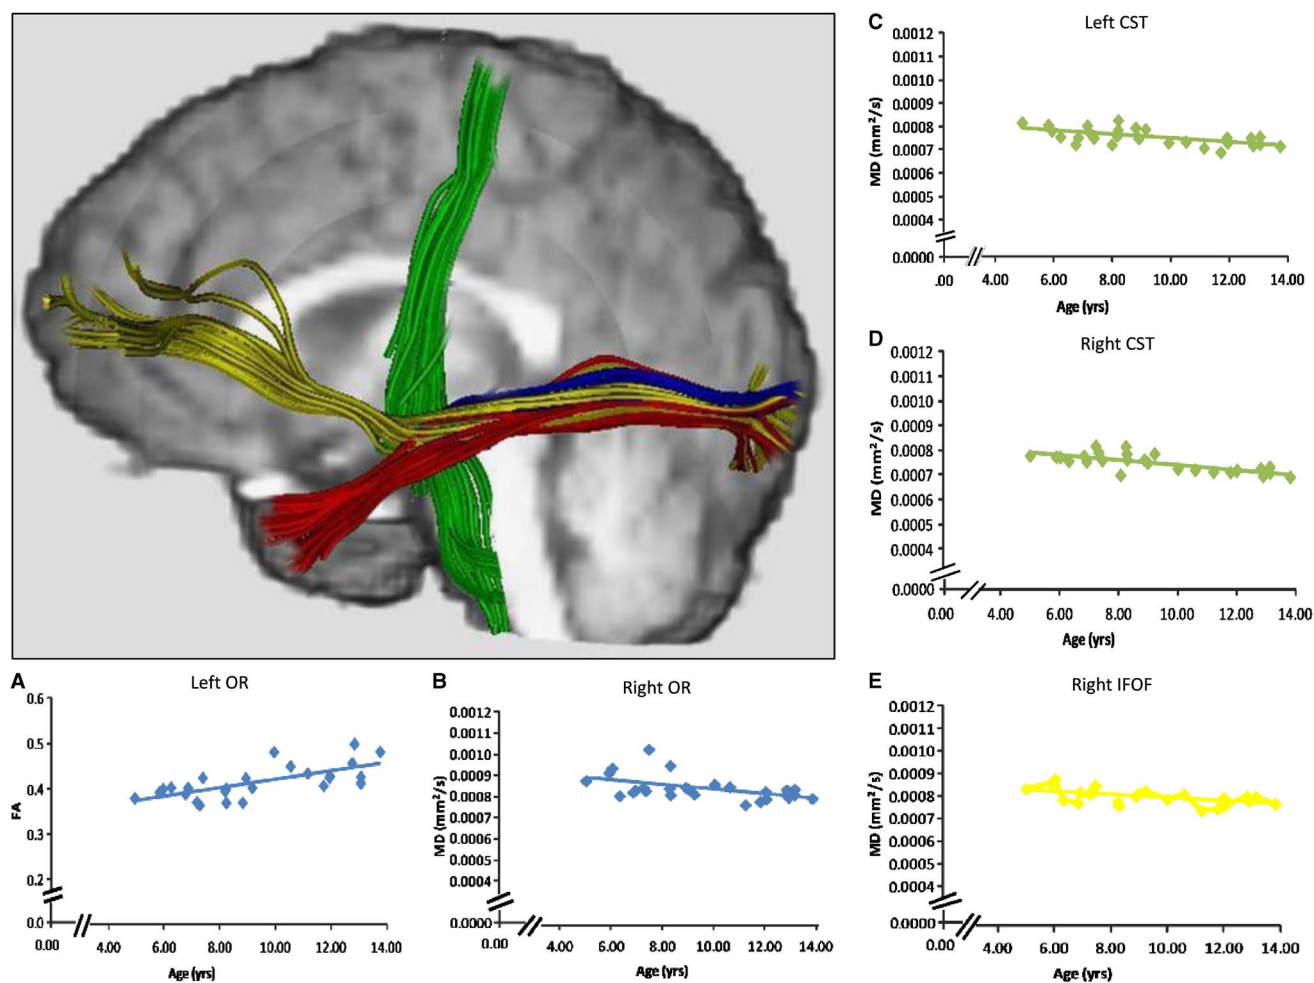 C
Left CST
0.0012
0.0011
0.0010
0.0009
0.0008
0.0007
0.0006
0.0005
0.0004
0.0000
MD (mm²/s)
.00 4.00 6.00 8.00 10.00 12.00 14.00
Age (yrs)
D
Right CST
0.0012
0.0011
0.0010
0.0009
0.0008
0.0007
0.0006
0.0005
0.0004
0.0000
MD (mm²/s)
0.00 4.00 6.00 8.00 10.00 12.00 14.00
Age (yrs)
A
Left OR
0.6
0.5
0.4
0.3
0.2
0.0
FA
0.00 4.00 6.00 8.00 10.00 12.00 14.00
Age (yrs)
B
Right OR
0.0012
0.0011
0.0010
0.0009
0.0008
0.0007
0.0006
0.0005
0.0004
0.0000
MD (mm²/s)
0.00 4.00 6.00 8.00 10.00 12.00 14.00
Age (yrs)
E
Right IFOF
0.0012
0.0011
0.0010
0.0009
0.0008
0.0007
0.0006
0.0005
0.0004
0.0000
MD (mm²/s)
0.00 4.00 6.00 8.00 10.00 12.00 14.00
Age (yrs)